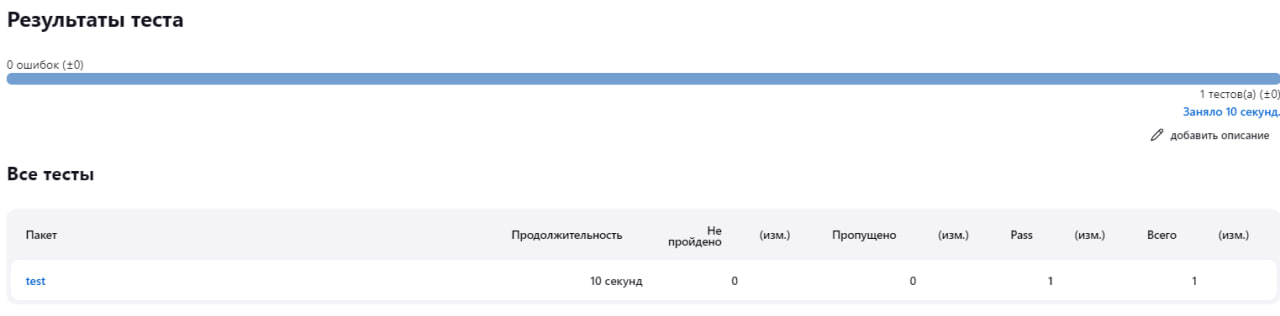 Результаты теста
0 ошибок (±0)
1 тестов(а) (±0)
Заняло 10 секунд.
добавить описание
Все тесты
Пакет Продолжительность Не пройдено (изм.) Пропущено (изм.) Pass (изм.) Всего (изм.)
test 10 секунд 0 0 1 1